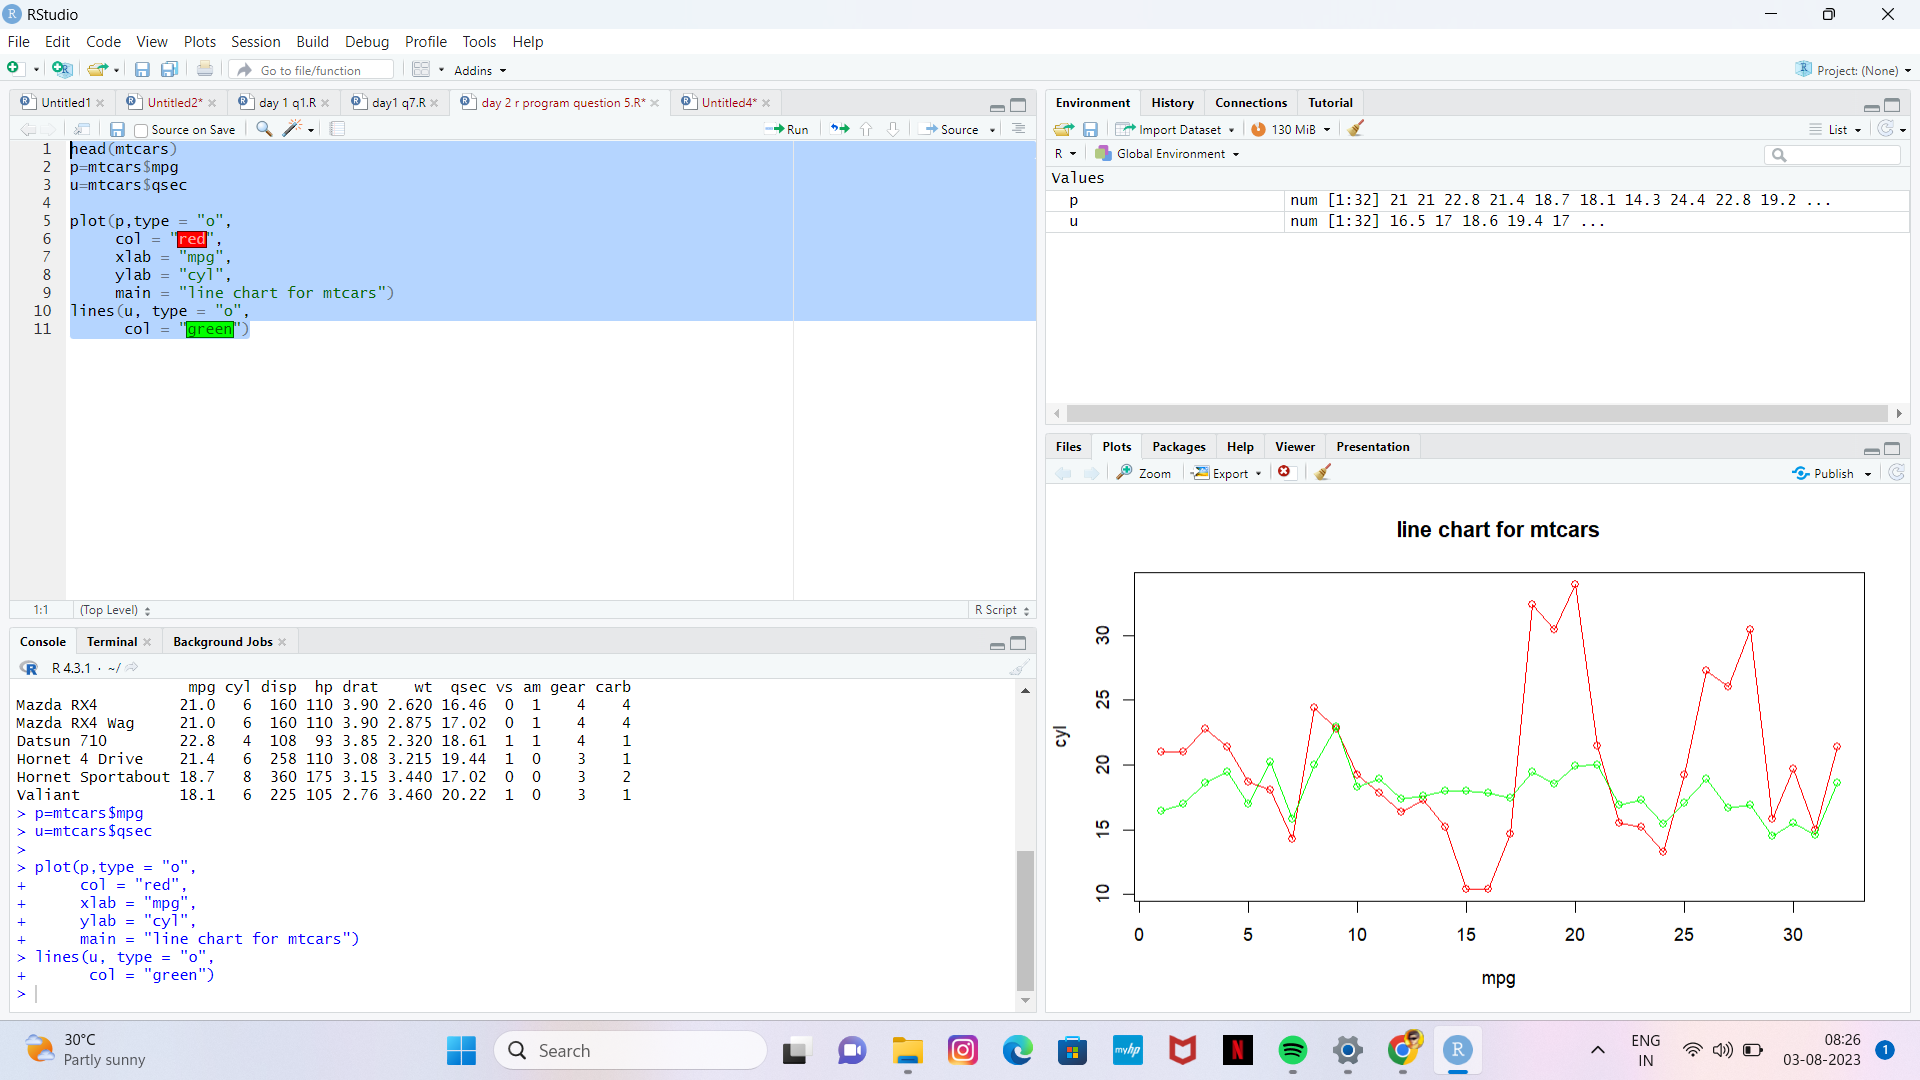 RStudio
File Edit Code View Plots Session Build Debug Profile Tools Help
Go to file/function Addins Project: (None)
Untitled1 Untitled2* day 1 q1.R day1 q7.R day 2 r program question 5.R* Untitled4*
Source on Save Run Source
1 head(mtcars)
2 p=mtcars$mpg
3 u=mtcars$qsec
4
5 plot(p,type = "o",
6 col = "red",
7 xlab = "mpg",
8 ylab = "cyl",
9 main = "line chart for mtcars")
10 lines(u, type = "o",
11 col = "green")
1:1 (Top Level) R Script
Console Terminal Background Jobs
R 4.3.1 · ~/
mpg cyl disp hp drat wt qsec vs am gear carb
Mazda RX4 21.0 6 160 110 3.90 2.620 16.46 0 1 4 4
Mazda RX4 Wag 21.0 6 160 110 3.90 2.875 17.02 0 1 4 4
Datsun 710 22.8 4 108 93 3.85 2.320 18.61 1 1 4 1
Hornet 4 Drive 21.4 6 258 110 3.08 3.215 19.44 1 0 3 1
Hornet Sportabout 18.7 8 360 175 3.15 3.440 17.02 0 0 3 2
Valiant 18.1 6 225 105 2.76 3.460 20.22 1 0 3 1
> p=mtcars$mpg
> u=mtcars$qsec
>
> plot(p,type = "o",
+ col = "red",
+ xlab = "mpg",
+ ylab = "cyl",
+ main = "line chart for mtcars")
> lines(u, type = "o",
+ col = "green")
>
Environment History Connections Tutorial
Import Dataset 130 MiB List
R Global Environment
Values
p num [1:32] 21 21 22.8 21.4 18.7 18.1 14.3 24.4 22.8 19.2 ...
u num [1:32] 16.5 17 18.6 19.4 17 ...
Files Plots Packages Help Viewer Presentation
Zoom Export Publish
line chart for mtcars
30
25
20
15
10
cyl
0 5 10 15 20 25 30
mpg
30°C
Partly sunny
Search
myhp
N
R
ENG
IN
08:26
03-08-2023
1